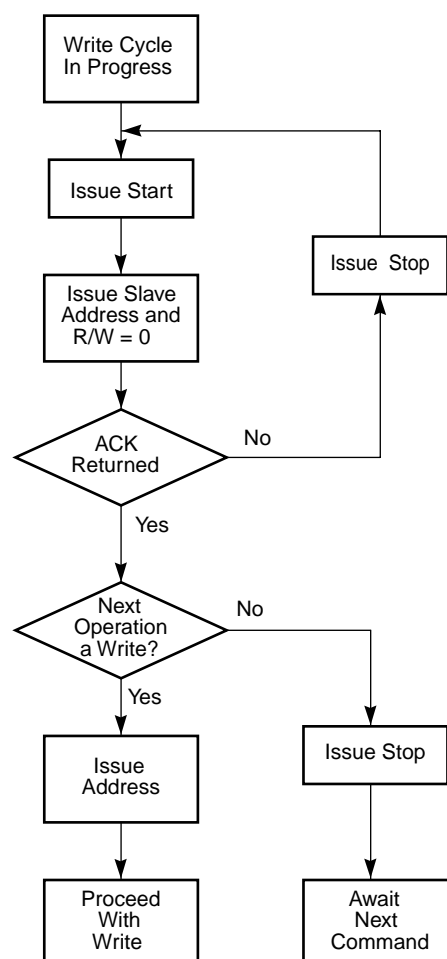 Write Cycle
In Progress
Issue Start
Issue Stop
Issue Slave
Address and
R/W = 0
ACK
Returned
No
Yes
Next
Operation
a Write?
No
Yes
Issue
Address
Issue Stop
Proceed
With
Write
Await
Next
Command